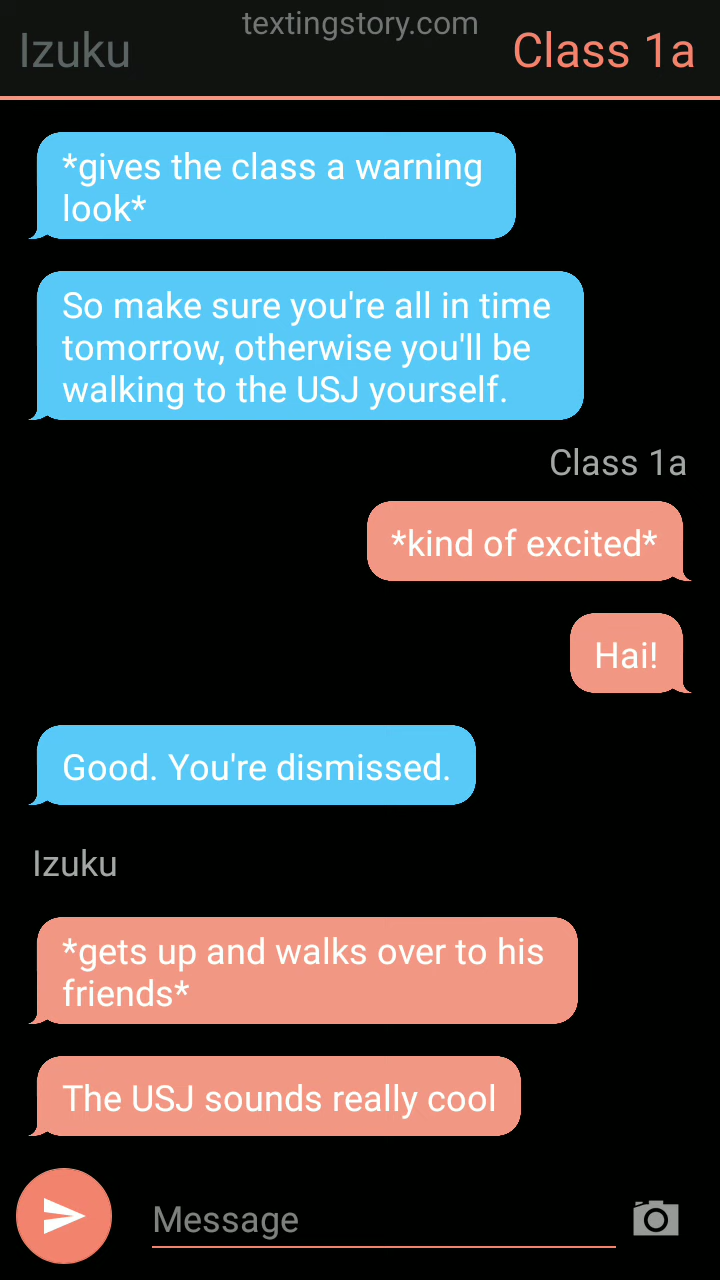 textingstory.com
Izuku
Class 1a
*gives the class a warning
look*
So make sure you're all in time
tomorrow, otherwise you'll be
walking to the USJ yourself.
Class 1a
*kind of excited*
Hai!
Good. You're dismissed.
Izuku
*gets up and walks over to his
friends*
The USJ sounds really cool
Message